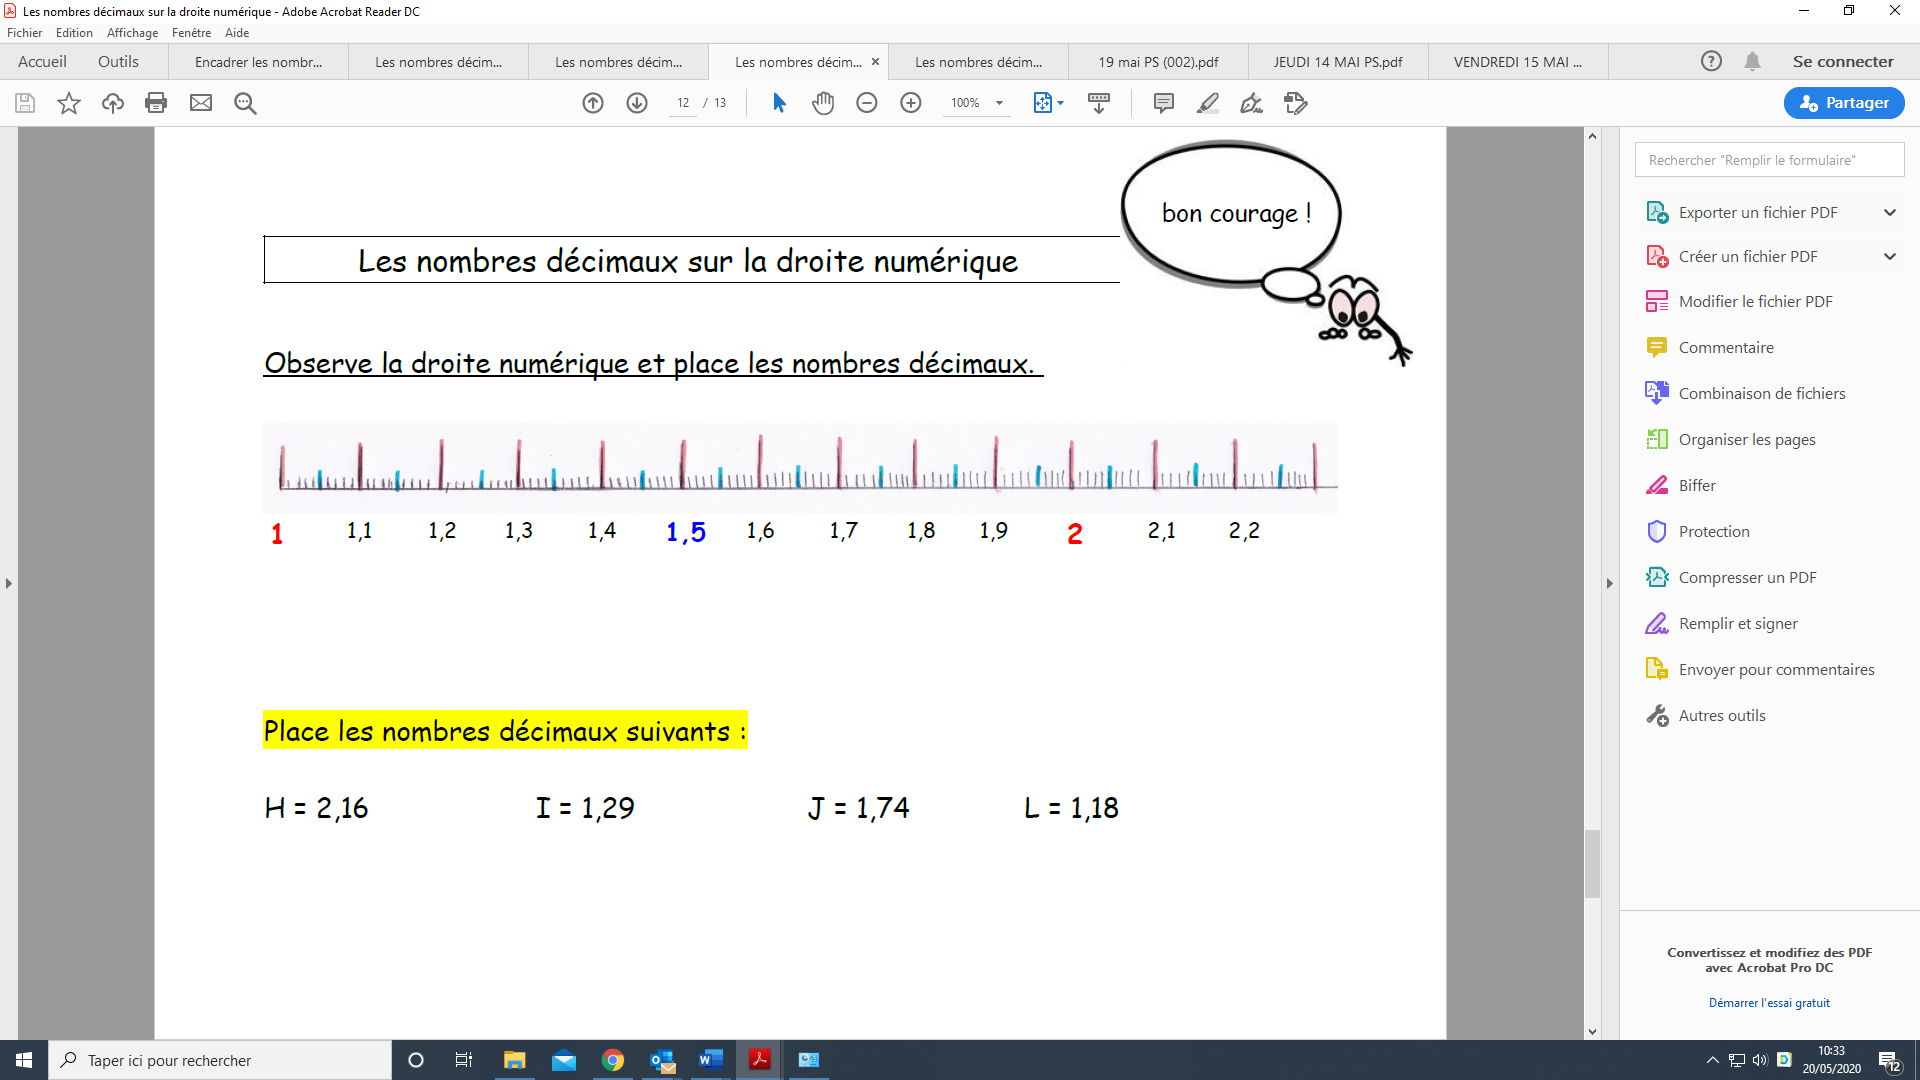 Les nombres décimaux sur la droite numérique - Adobe Acrobat Reader DC
Fichier Edition Affichage Fenêtre Aide
Accueil Outils Encadrer les nombr... Les nombres décim... Les nombres décim... Les nombres décim... × Les nombres décim... 19 mai PS (002).pdf JEUDI 14 MAI PS.pdf VENDREDI 15 MAI ... Se connecter
12 / 13 100% Partager
bon courage !
Les nombres décimaux sur la droite numérique
Observe la droite numérique et place les nombres décimaux.
1 1,1 1,2 1,3 1,4 1,5 1,6 1,7 1,8 1,9 2 2,1 2,2
Place les nombres décimaux suivants :
H = 2,16 I = 1,29 J = 1,74 L = 1,18
Rechercher "Remplir le formulaire"
Exporter un fichier PDF
Créer un fichier PDF
Modifier le fichier PDF
Commentaire
Combinaison de fichiers
Organiser les pages
Biffer
Protection
Compresser un PDF
Remplir et signer
Envoyer pour commentaires
Autres outils
Convertissez et modifiez des PDF
avec Acrobat Pro DC
Démarrer l'essai gratuit
Taper ici pour rechercher
10:33
20/05/2020
12